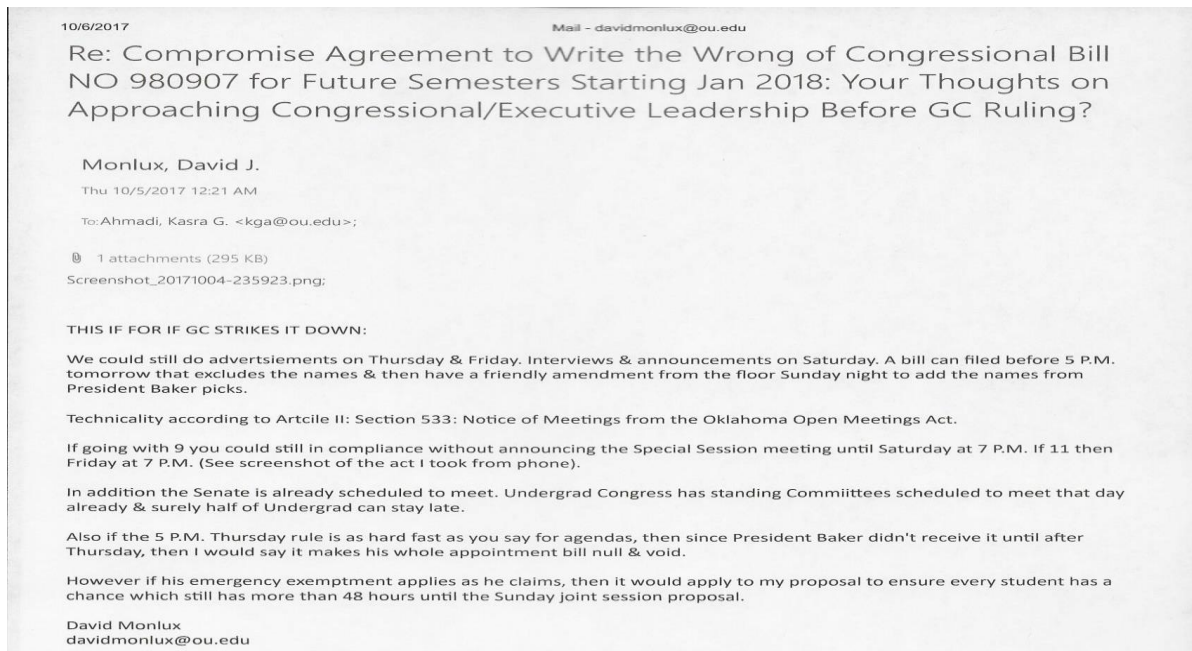 10/6/2017
Mail - davidmonlux@ou.edu
Re: Compromise Agreement to Write the Wrong of Congressional Bill
NO 980907 for Future Semesters Starting Jan 2018: Your Thoughts on
Approaching Congressional/Executive Leadership Before GC Ruling?
Monlux, David J.
Thu 10/5/2017 12:21 AM
To: Ahmadi, Kasra G. <kga@ou.edu>;
1 attachments (295 KB)
Screenshot_20171004-235923.png;
THIS IF FOR IF GC STRIKES IT DOWN:
We could still do advertsiements on Thursday & Friday. Interviews & announcements on Saturday. A bill can filed before 5 P.M.
tomorrow that excludes the names & then have a friendly amendment from the floor Sunday night to add the names from
President Baker picks.
Technicality according to Artcile II: Section 533: Notice of Meetings from the Oklahoma Open Meetings Act.
If going with 9 you could still in compliance without announcing the Special Session meeting until Saturday at 7 P.M. If 11 then
Friday at 7 P.M. (See screenshot of the act I took from phone).
In addition the Senate is already scheduled to meet. Undergrad Congress has standing Commiittees scheduled to meet that day
already & surely half of Undergrad can stay late.
Also if the 5 P.M. Thursday rule is as hard fast as you say for agendas, then since President Baker didn't receive it until after
Thursday, then I would say it makes his whole appointment bill null & void.
However if his emergency exemptment applies as he claims, then it would apply to my proposal to ensure every student has a
chance which still has more than 48 hours until the Sunday joint session proposal.
David Monlux
davidmonlux@ou.edu